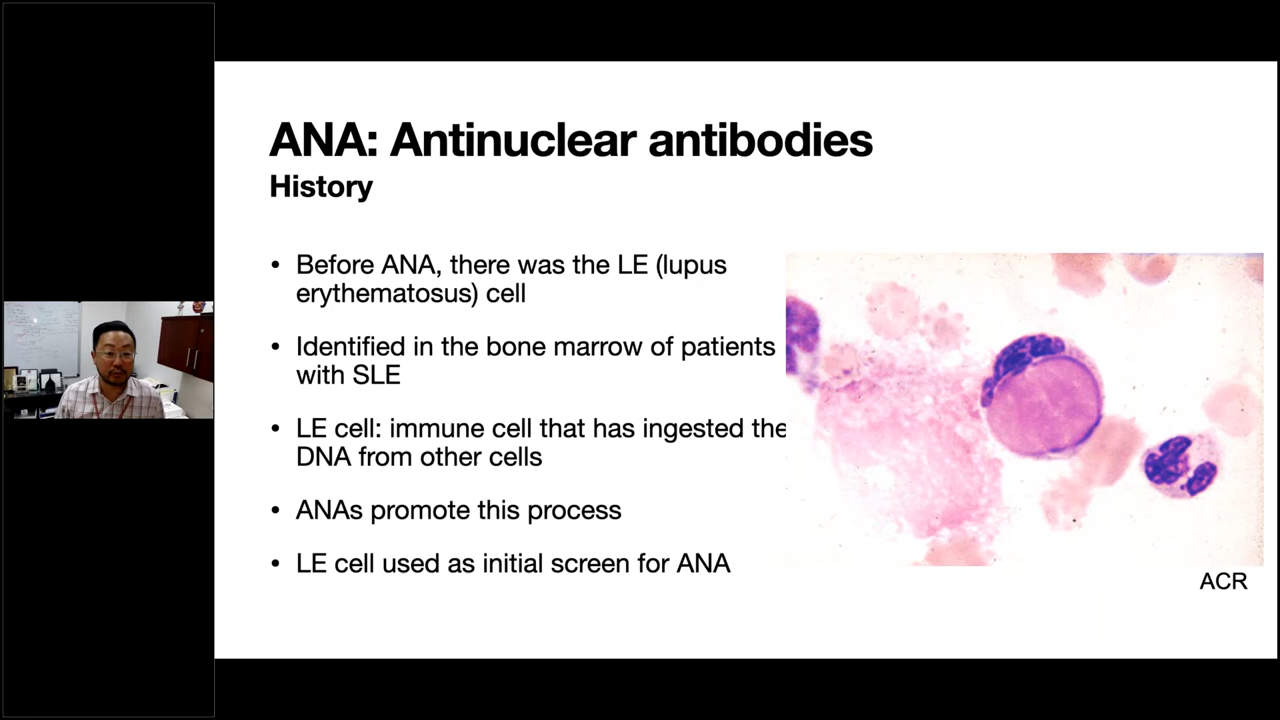 ANA: Antinuclear antibodies
History
• Before ANA, there was the LE (lupus
erythematosus) cell
• Identified in the bone marrow of patients
with SLE
• LE cell: immune cell that has ingested the
DNA from other cells
• ANAs promote this process
• LE cell used as initial screen for ANA
ACR